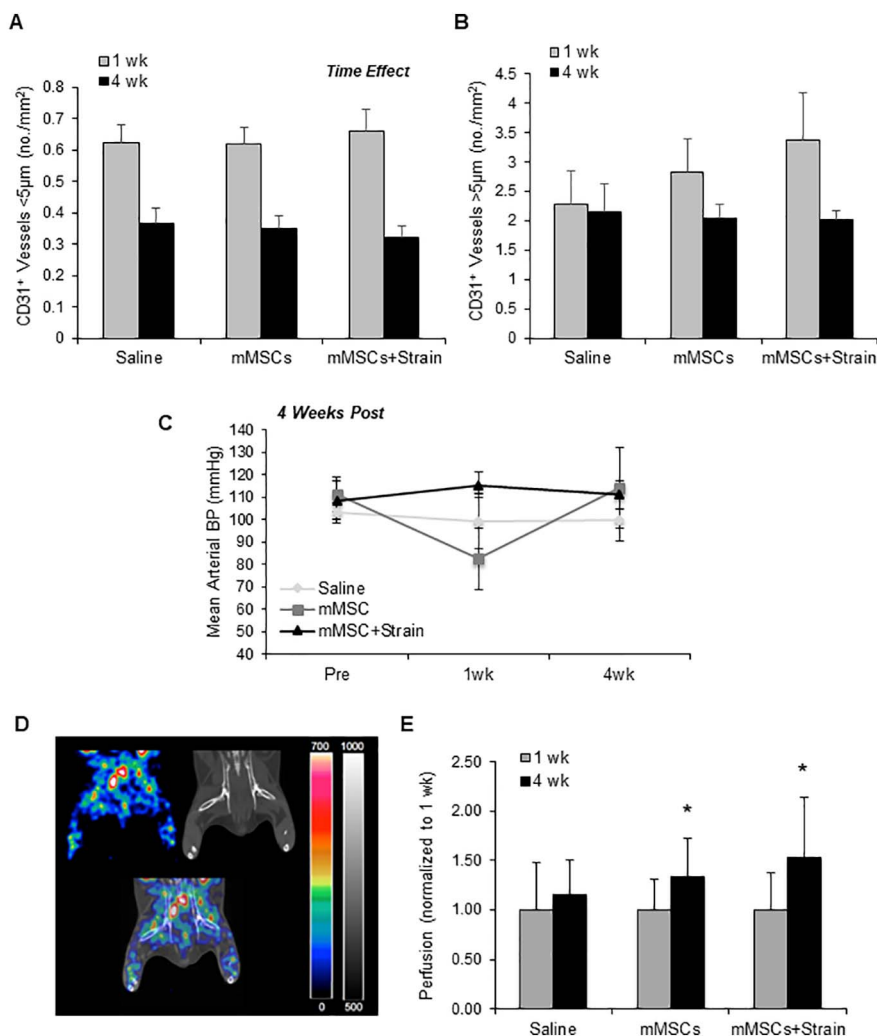 A
1 wk
4 wk
Time Effect
CD31⁺ Vessels <5µm (no./mm²)
0.8
0.7
0.6
0.5
0.4
0.3
0.2
0.1
0
Saline
mMSCs
mMSCs+Strain
B
1 wk
4 wk
CD31⁺ Vessels >5µm (no./mm²)
4.5
4
3.5
3
2.5
2
1.5
1
0.5
0
Saline
mMSCs
mMSCs+Strain
C
4 Weeks Post
Mean Arterial BP (mmHg)
140
130
120
110
100
90
80
70
60
50
40
Saline
mMSC
mMSC+Strain
Pre
1wk
4wk
D
700
1000
0
500
E
1 wk
4 wk
Perfusion (normalized to 1 wk)
2.50
2.00
1.50
1.00
0.50
0.00
*
*
Saline
mMSCs
mMSCs+Strain